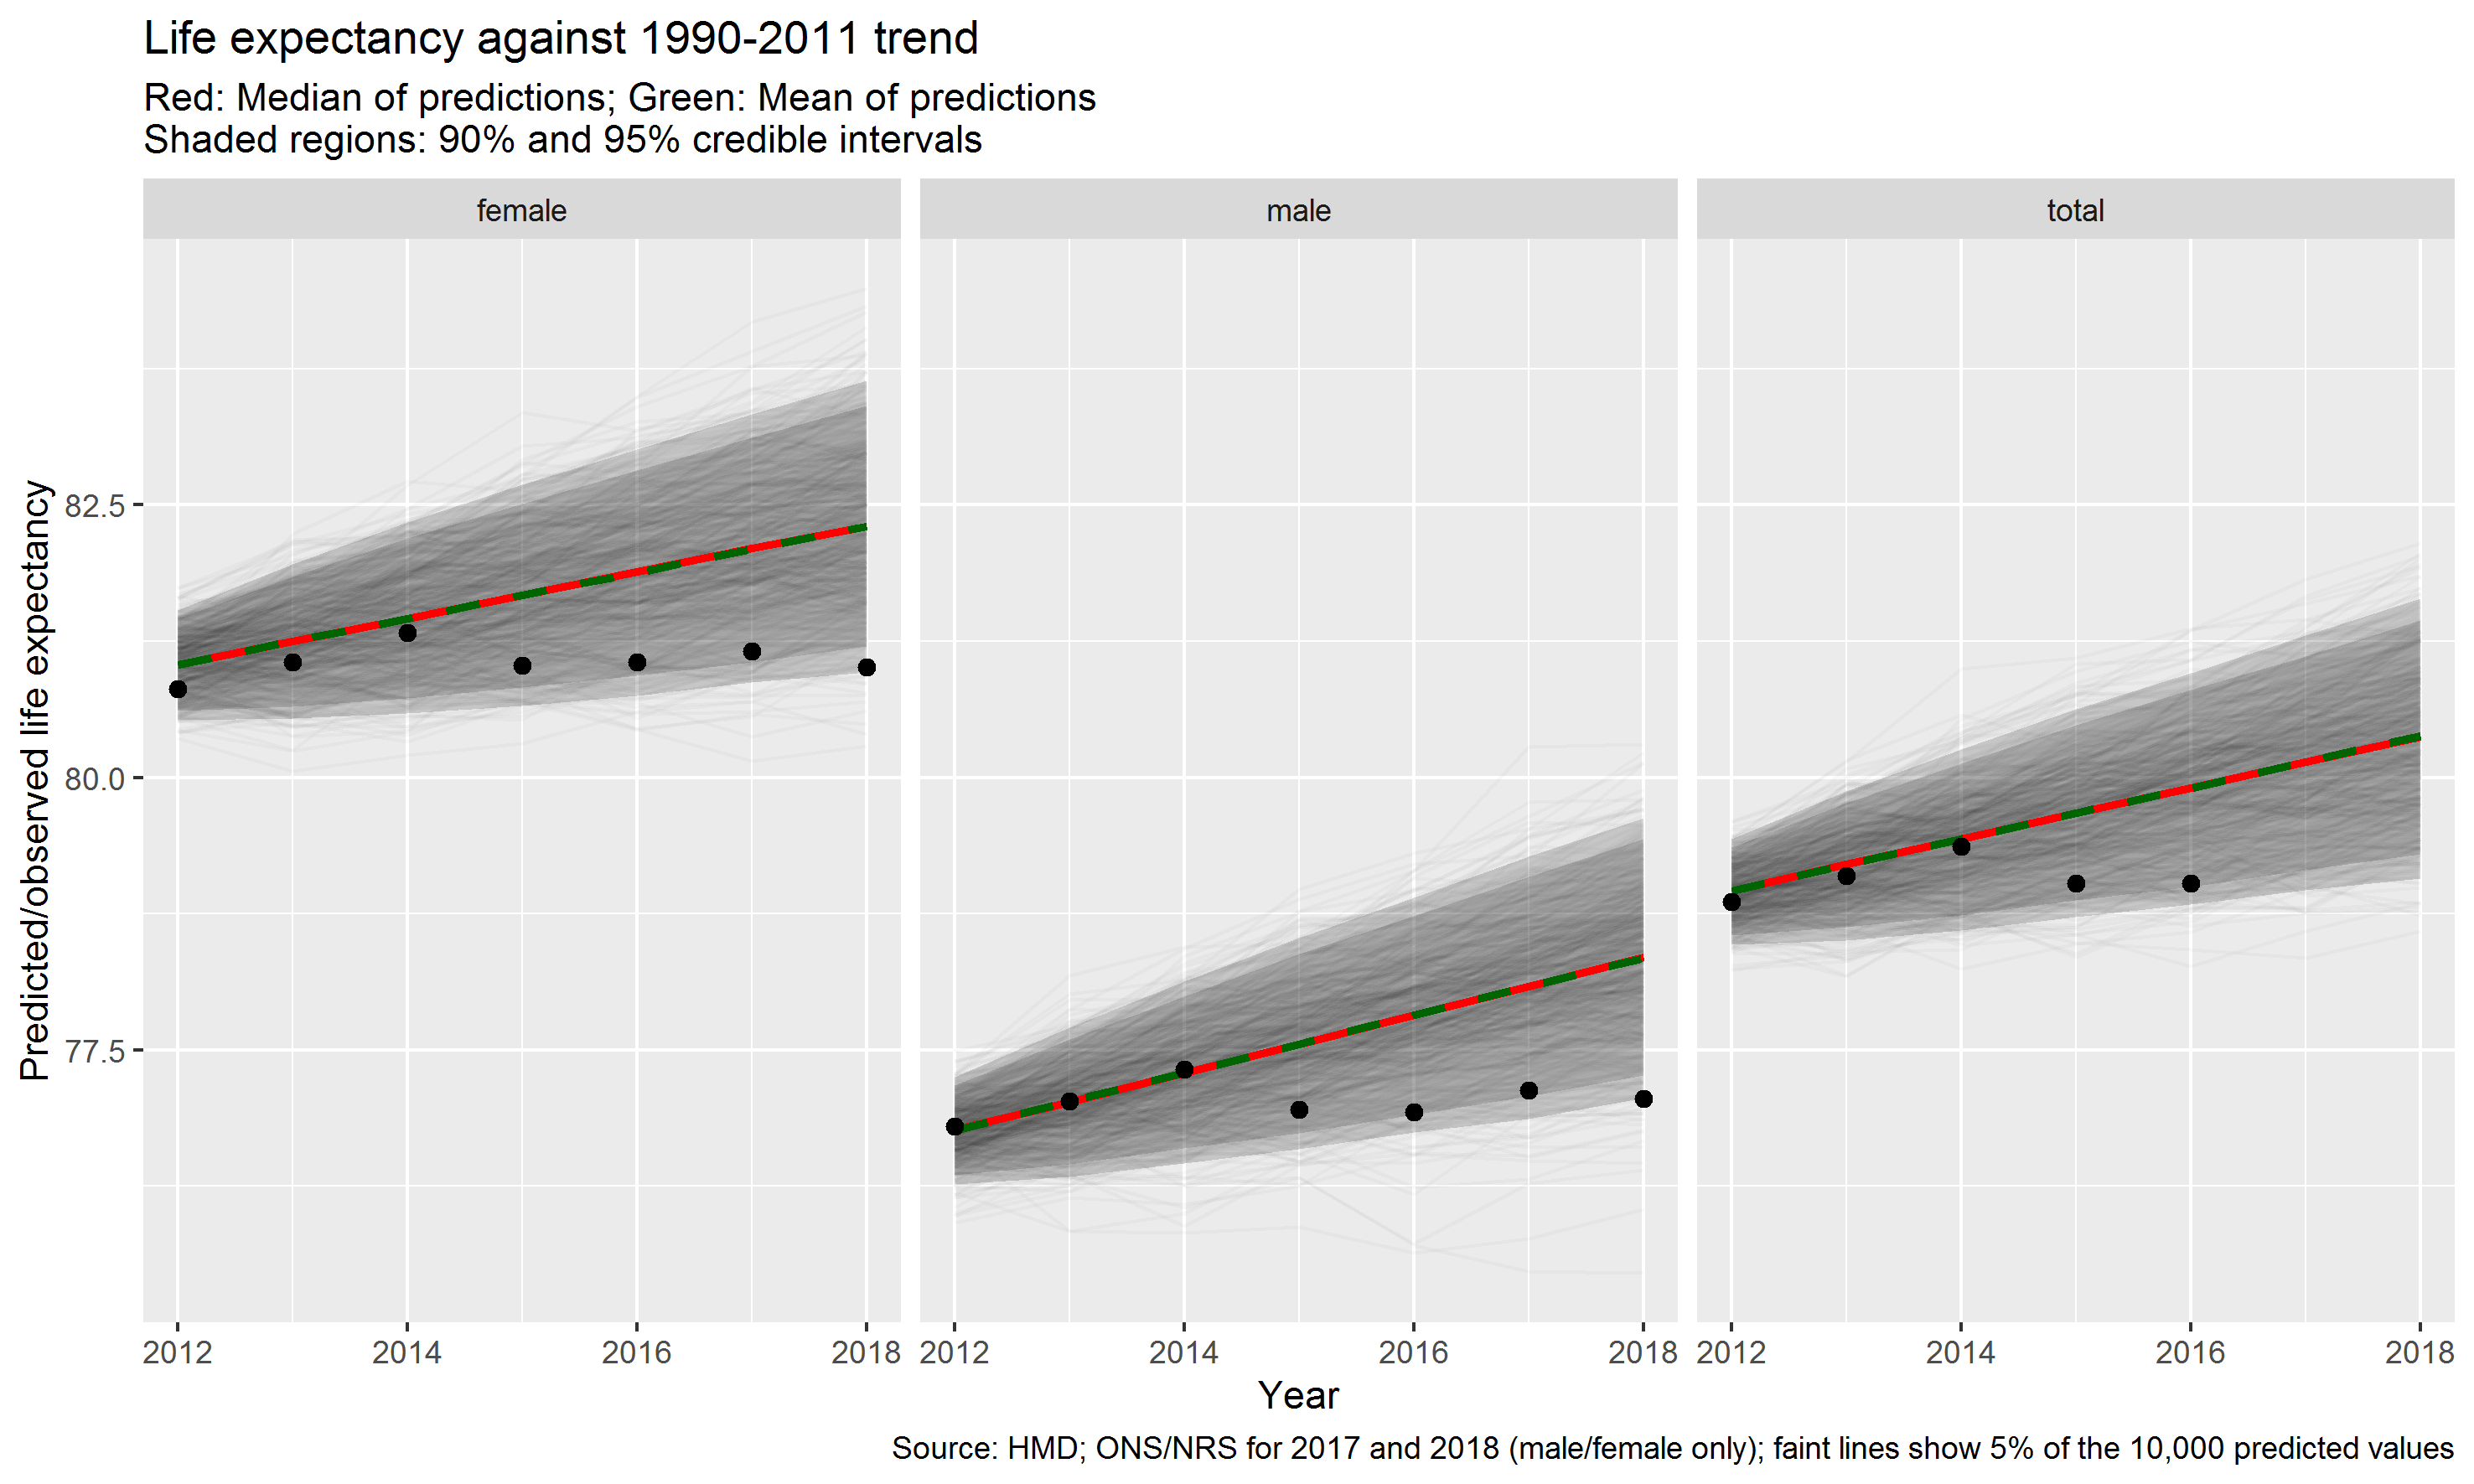 Life expectancy against 1990-2011 trend
Red: Median of predictions; Green: Mean of predictions
Shaded regions: 90% and 95% credible intervals
female
male
total
Predicted/observed life expectancy
82.5
80.0
77.5
2012 2014 2016 2018
2012 2014 2016 2018
2012 2014 2016 2018
Year
Source: HMD; ONS/NRS for 2017 and 2018 (male/female only); faint lines show 5% of the 10,000 predicted values